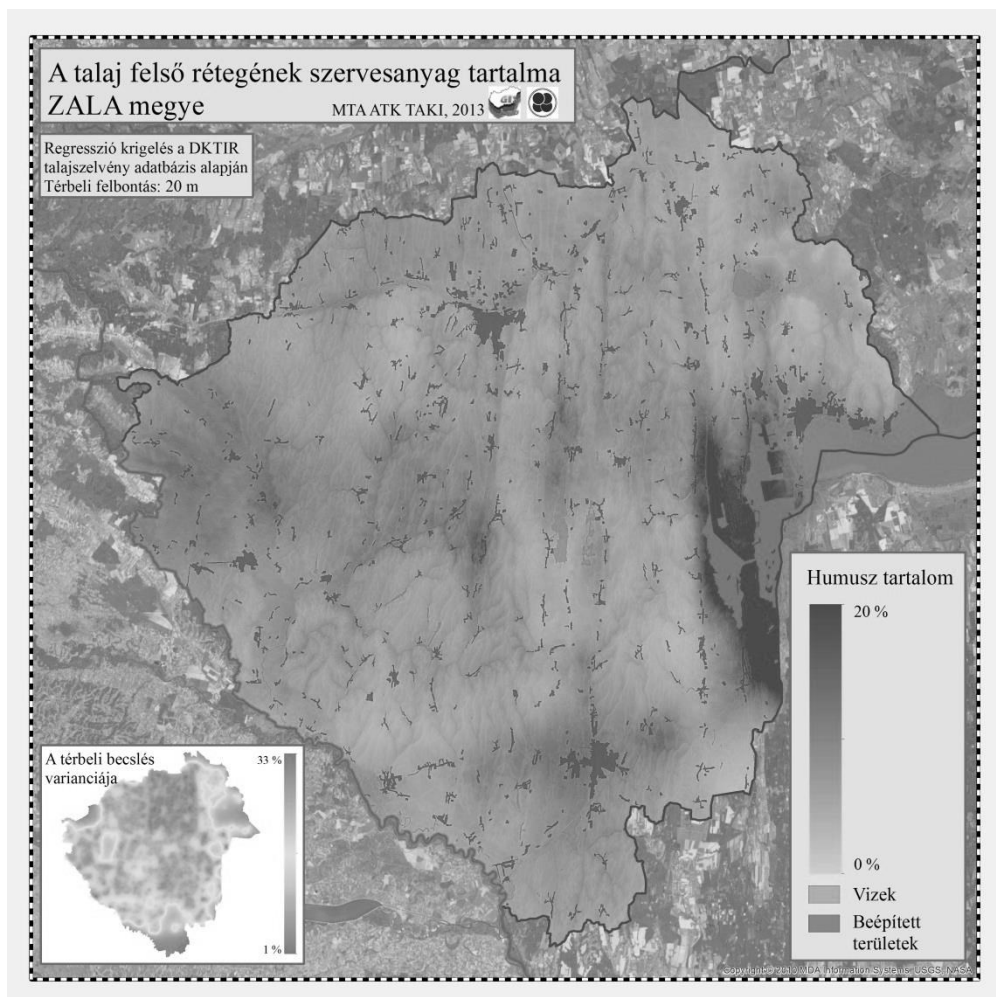 A talaj felső rétegének szervesanyag tartalma
ZALA megye
MTA ATK TAKI, 2013
Regresszió krigelés a DKTIR
talajszelvény adatbázis alapján
Térbeli felbontás: 20 m
Humusz tartalom
20 %
0 %
Vizek
Beépített
területek
A térbeli becslés
varianciája
33 %
1 %